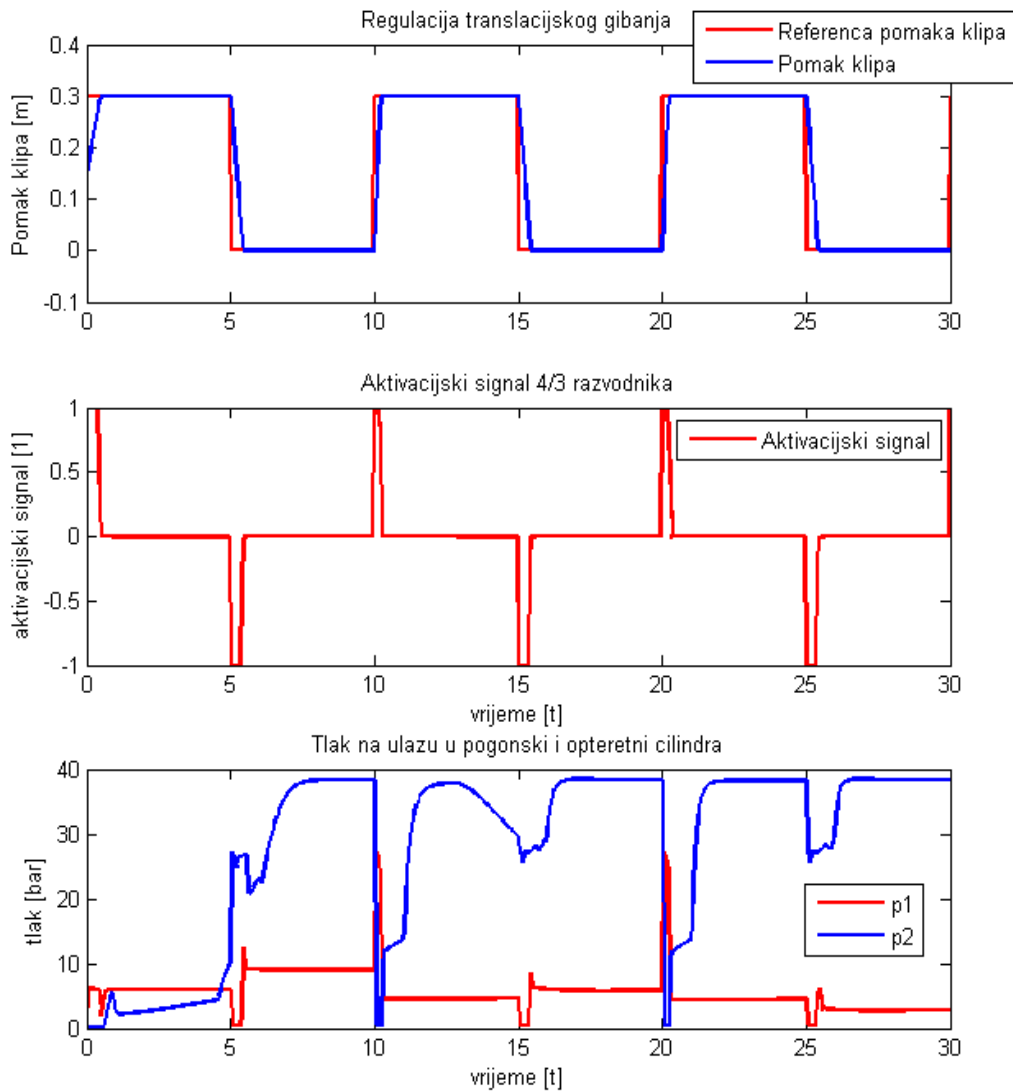 Regulacija translacijskog gibanja
Referenca pomaka klipa
Pomak klipa
Pomak klipa [m]
0.4
0.3
0.2
0.1
0
-0.1
0 5 10 15 20 25 30
Aktivacijski signal 4/3 razvodnika
Aktivacijski signal
aktivacijski signal [1]
1
0.5
0
-0.5
-1
0 5 10 15 20 25 30
vrijeme [t]
Tlak na ulazu u pogonski i opteretni cilindra
tlak [bar]
40
30
20
10
0
p1
p2
0 5 10 15 20 25 30
vrijeme [t]